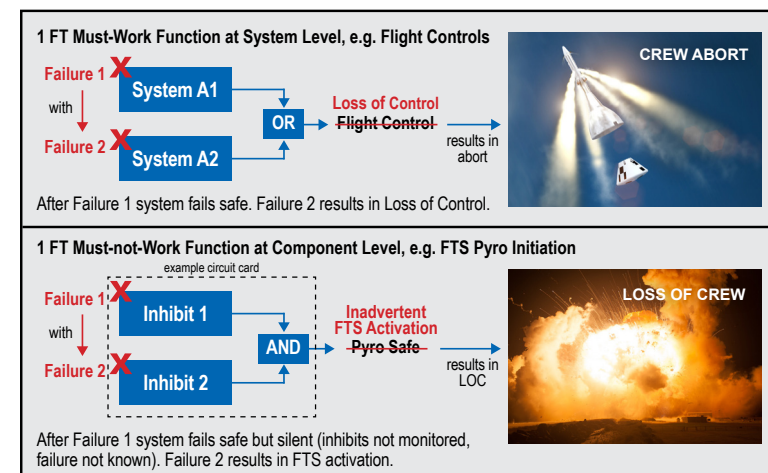 1 FT Must-Work Function at System Level, e.g. Flight Controls
CREW ABORT
Failure 1
X
System A1
with
OR
Loss of Control
Flight Control
results in
abort
Failure 2
X
System A2
After Failure 1 system fails safe. Failure 2 results in Loss of Control.
1 FT Must-not-Work Function at Component Level, e.g. FTS Pyro Initiation
example circuit card
LOSS OF CREW
Failure 1
X
Inhibit 1
with
AND
Inadvertent
FTS Activation
Pyro Safe
results in
LOC
Failure 2
X
Inhibit 2
After Failure 1 system fails safe but silent (inhibits not monitored,
failure not known). Failure 2 results in FTS activation.